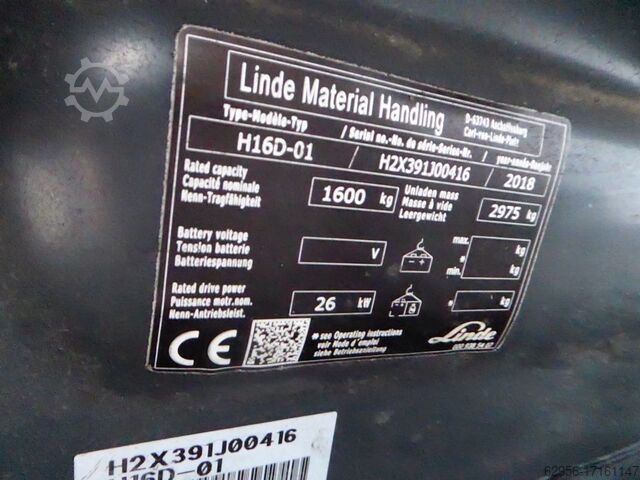 Linde Material Handling
D-63743 Aschaffenburg
Carl-von-Linde-Platz
Type-Modèle-Typ / Serial no.-No. de série-Serien-Nr. / year-année-Baujahr
H16D-01 / H2X391J00416 / 2018
Rated capacity
Capacité nominale
Nenn-Tragfähigkeit
1600 kg
Unladen mass
Masse à vide
Leergewicht
2975 kg
Battery voltage
Tension batterie
Batteriespannung
V
max.
* kg
min.
* kg
Rated drive power
Puissance motr.nom.
Nenn-Antriebsleist.
26 kW
* kg
CE
* see Operating instructions
voir Mode d'emploi
siehe Betriebsanleitung
Linde
H2X391J00416
H16D-01
62956-17161147